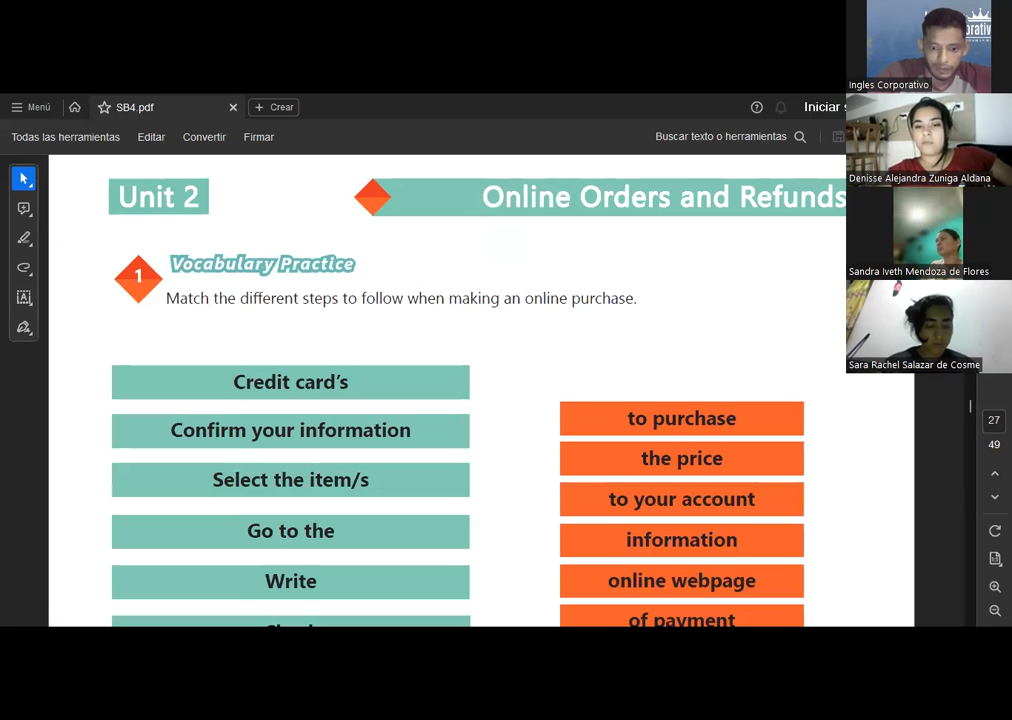 Menú
SB4.pdf
Crear
Iniciar
Todas las herramientas
Editar
Convertir
Firmar
Buscar texto o herramientas
Ingles Corporativo
Denisse Alejandra Zuniga Aldana
Sandra Iveth Mendoza de Flores
Sara Rachel Salazar de Cosme
Unit 2
Online Orders and Refunds
1
Vocabulary Practice
Match the different steps to follow when making an online purchase.
Credit card's
Confirm your information
Select the item/s
Go to the
Write
to purchase
the price
to your account
information
online webpage
of payment
27
49